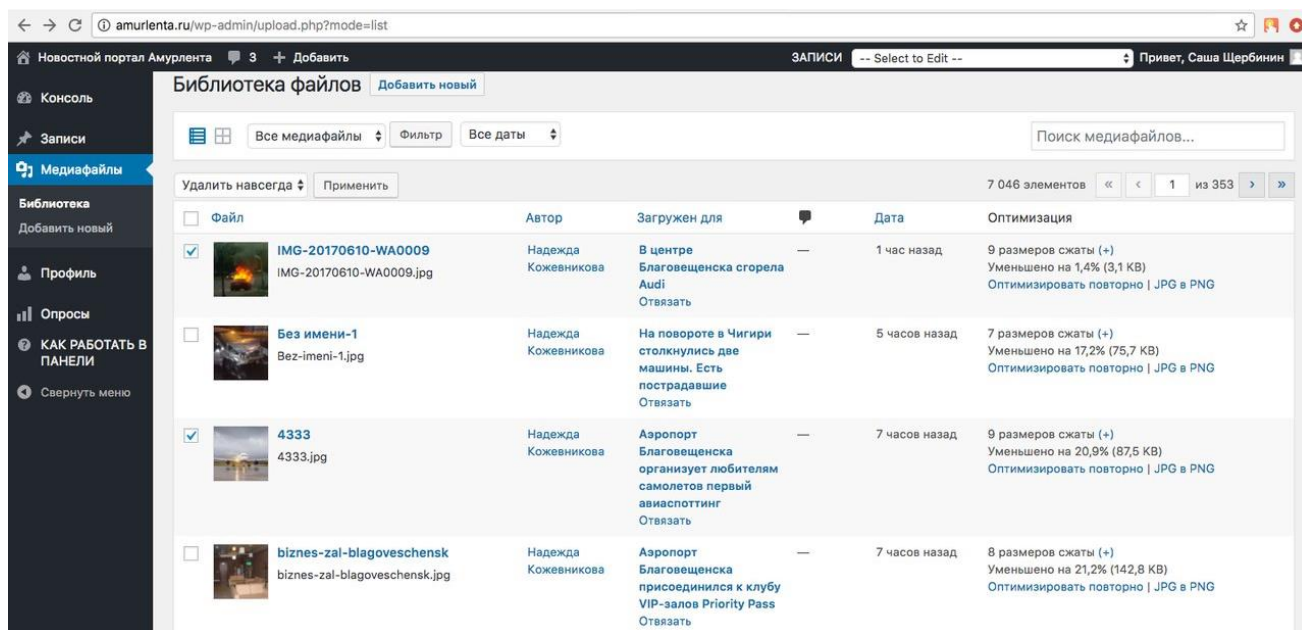 amurlenta.ru/wp-admin/upload.php?mode=list
Новостной портал Амурлента 3 + Добавить ЗАПИСИ -- Select to Edit -- Привет, Саша Щербинин
Консоль
Записи
Медиафайлы
Библиотека
Добавить новый
Профиль
Опросы
КАК РАБОТАТЬ В
ПАНЕЛИ
Свернуть меню
Библиотека файлов Добавить новый
Все медиафайлы Фильтр Все даты Поиск медиафайлов...
Удалить навсегда Применить 7 046 элементов « ‹ 1 из 353 › »
Файл Автор Загружен для Дата Оптимизация
IMG-20170610-WA0009
IMG-20170610-WA0009.jpg
Надежда
Кожевникова
В центре
Благовещенска сгорела
Audi
Отвязать
—
1 час назад
9 размеров сжаты (+)
Уменьшено на 1,4% (3,1 KB)
Оптимизировать повторно | JPG в PNG
Без имени-1
Bez-imeni-1.jpg
Надежда
Кожевникова
На повороте в Чигири
столкнулись две
машины. Есть
пострадавшие
Отвязать
—
5 часов назад
7 размеров сжаты (+)
Уменьшено на 17,2% (75,7 KB)
Оптимизировать повторно | JPG в PNG
4333
4333.jpg
Надежда
Кожевникова
Аэропорт
Благовещенска
организует любителям
самолетов первый
авиаспоттинг
Отвязать
—
7 часов назад
9 размеров сжаты (+)
Уменьшено на 20,9% (87,5 KB)
Оптимизировать повторно | JPG в PNG
biznes-zal-blagoveschensk
biznes-zal-blagoveschensk.jpg
Надежда
Кожевникова
Аэропорт
Благовещенска
присоединился к клубу
VIP-залов Priority Pass
Отвязать
—
7 часов назад
8 размеров сжаты (+)
Уменьшено на 21,2% (142,8 KB)
Оптимизировать повторно | JPG в PNG